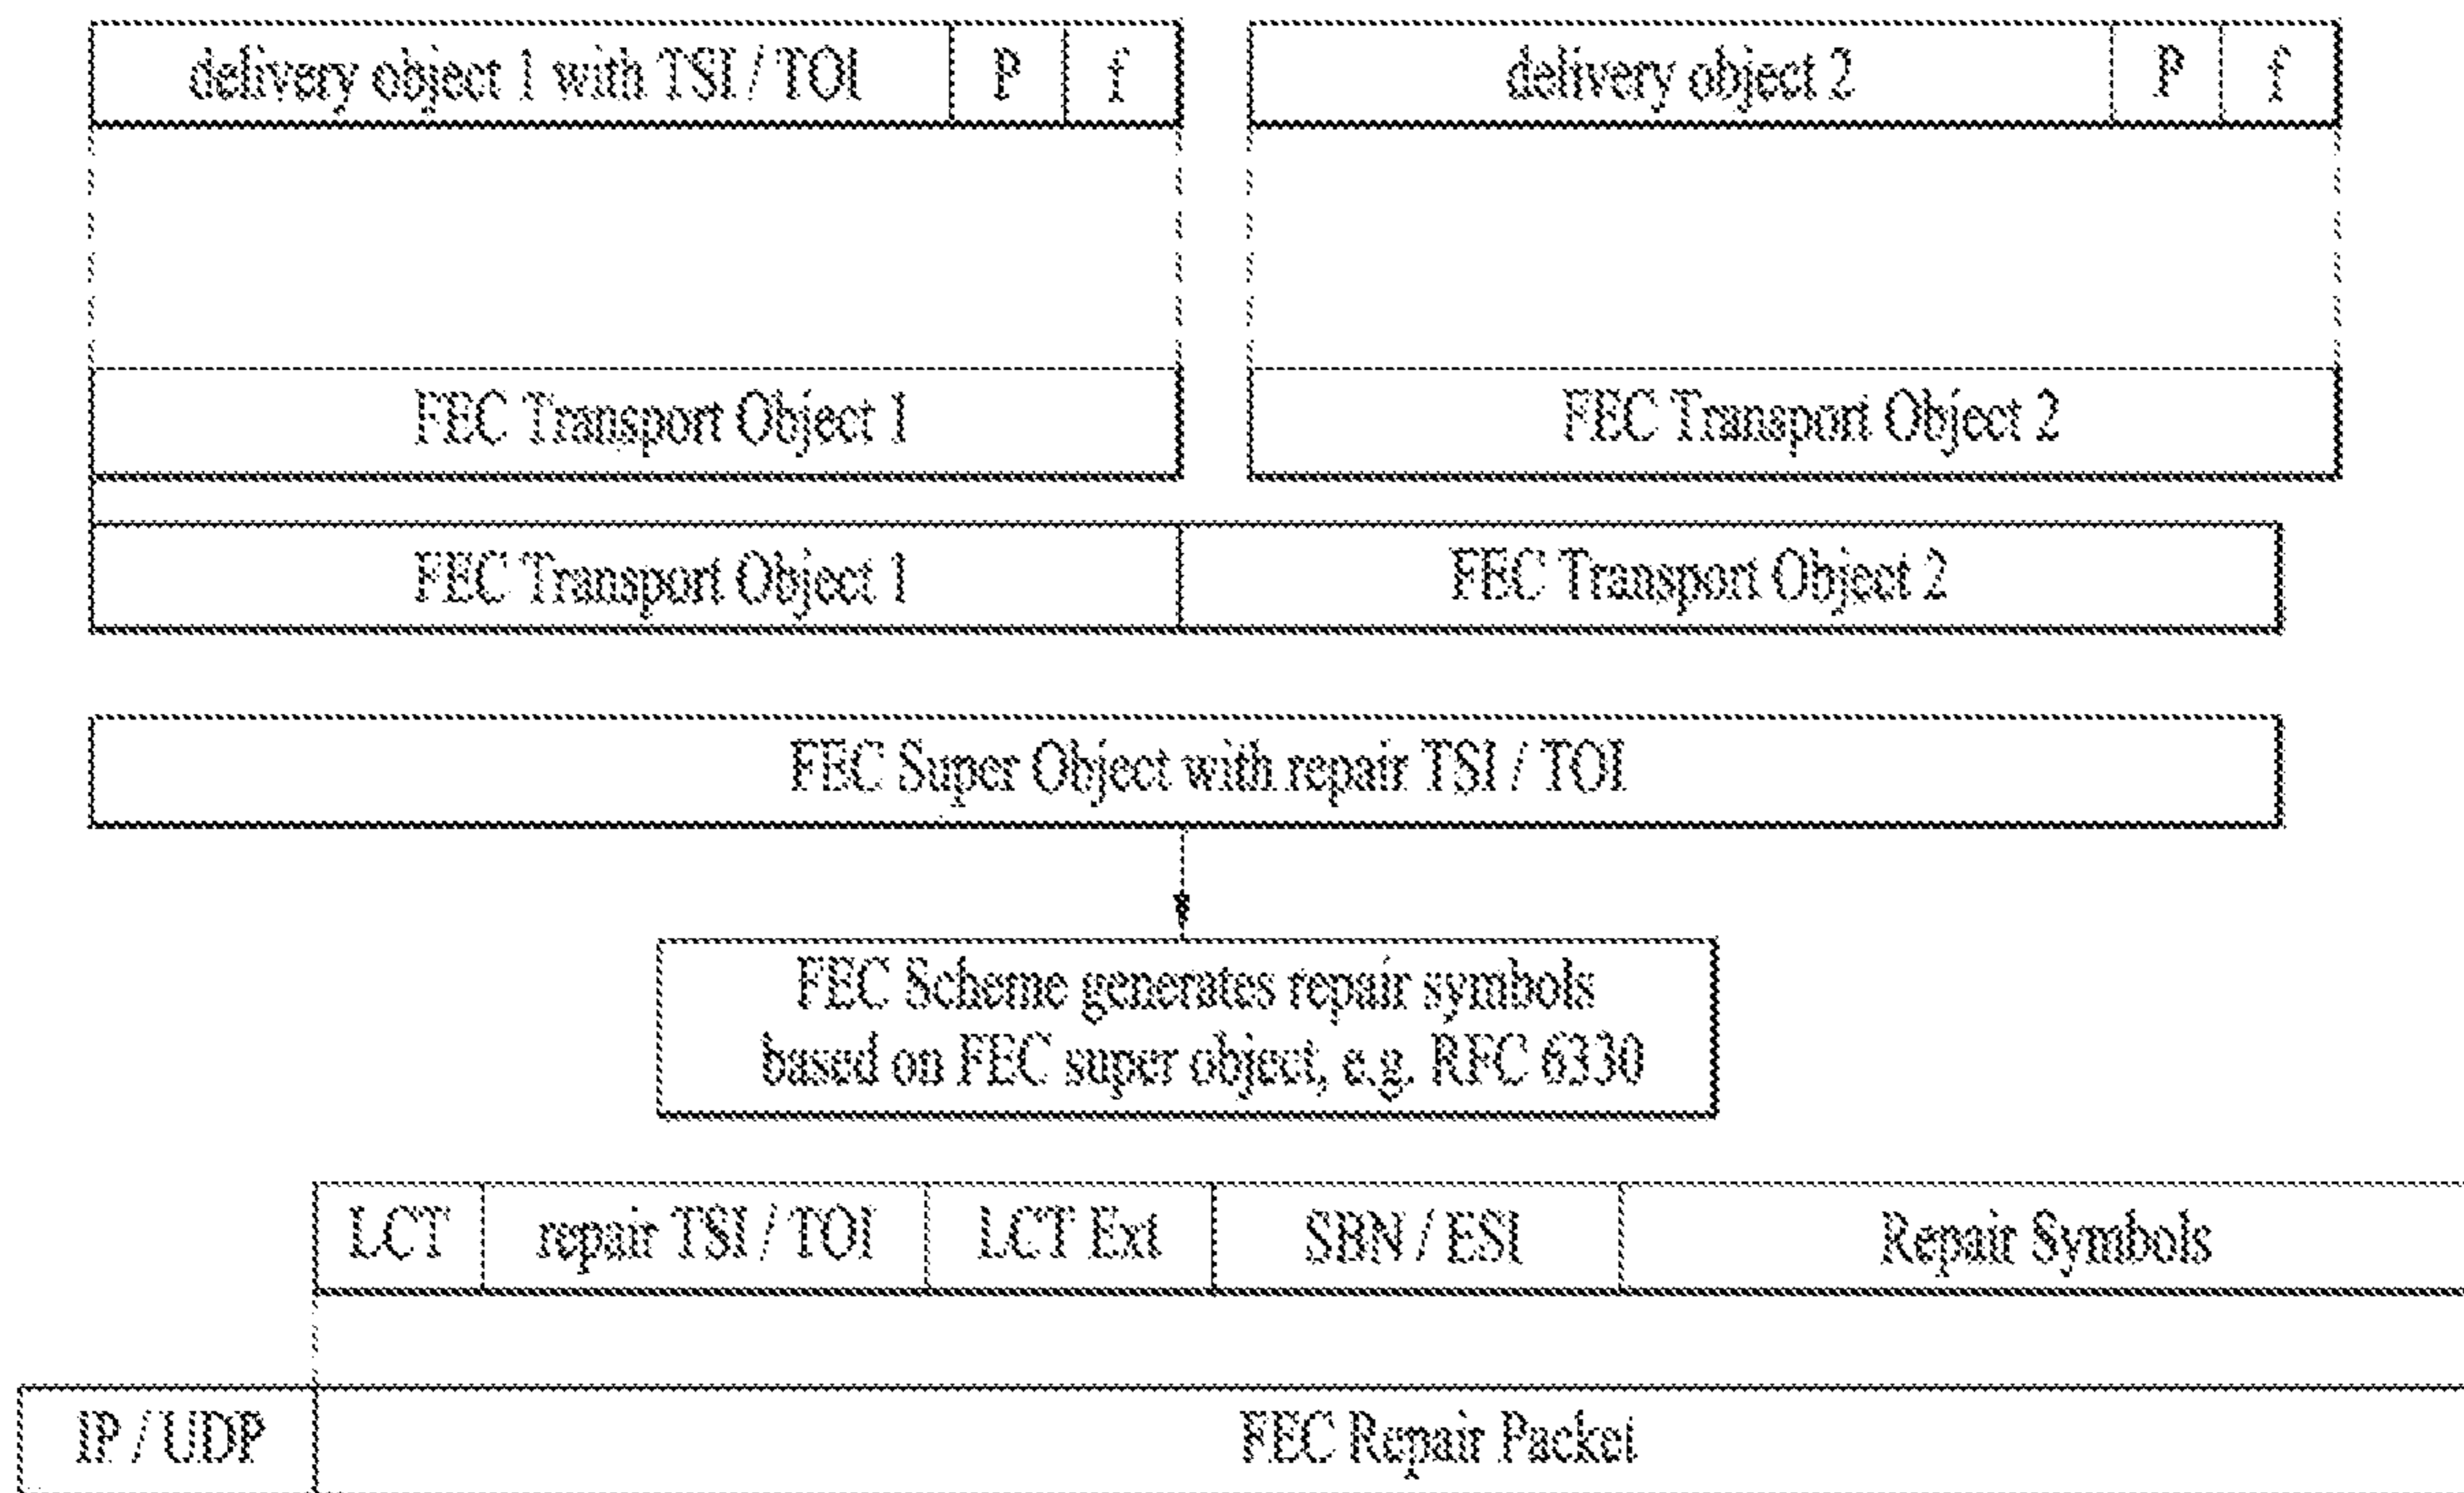 delivery object 1 with TSI / TOI P f delivery object 2 P f
FEC Transport Object 1 FEC Transport Object 2
FEC Transport Object 1 FEC Transport Object 2
FEC Super Object with repair TSI / TOI
FEC Scheme generates repair symbols
based on FEC super object, e.g. RFC 6330
LCT repair TSI / TOI LCT Ext SBN / ESI Repair Symbols
IP / UDP FEC Repair Packet